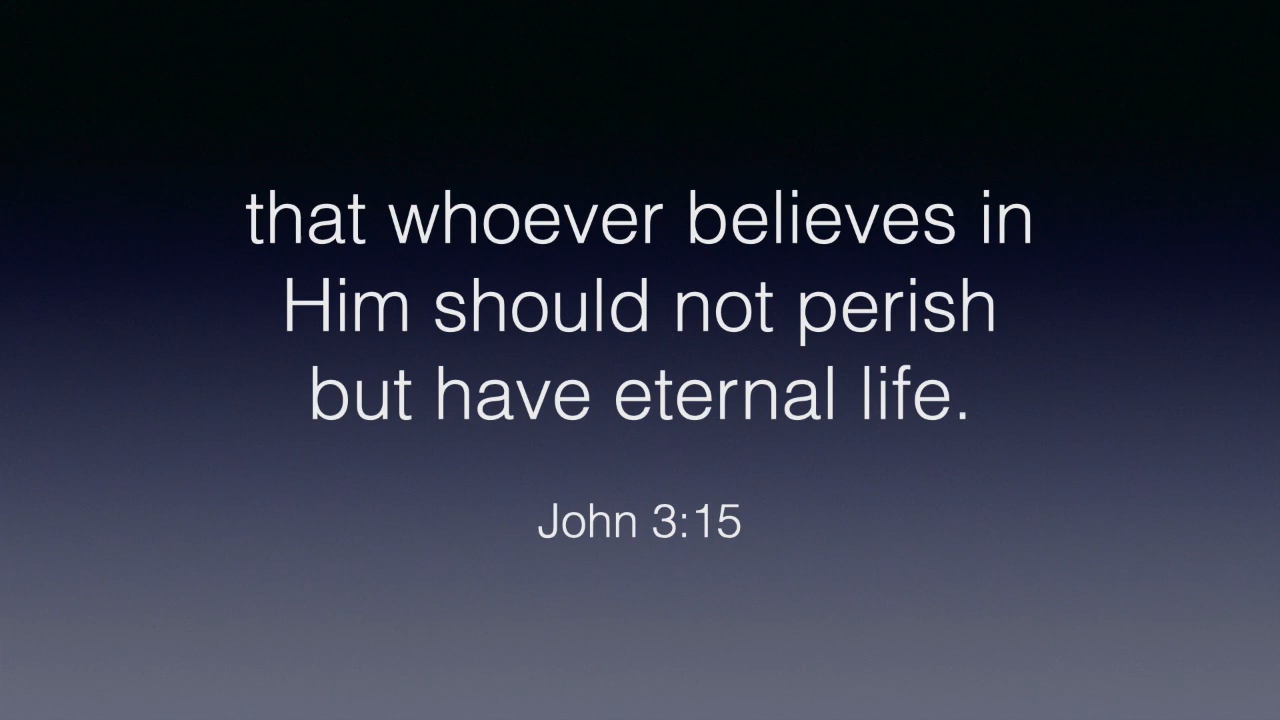 that whoever believes in
Him should not perish
but have eternal life.
John 3:15